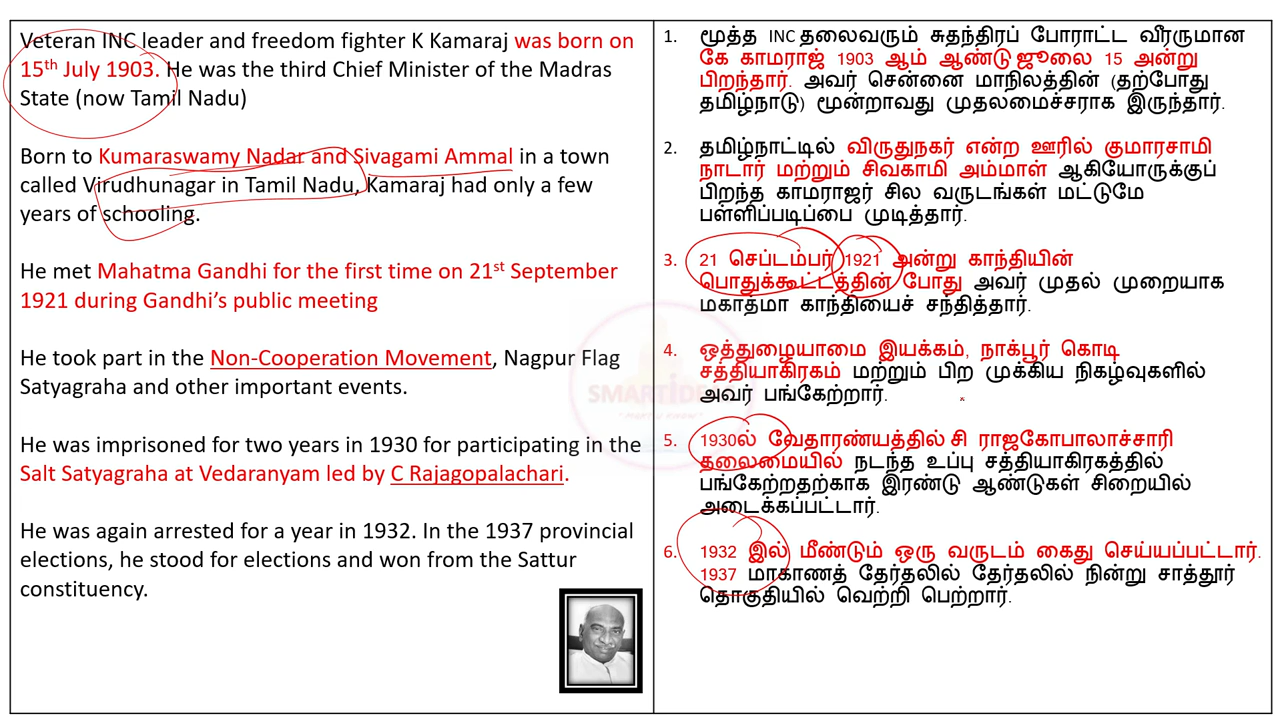 Veteran INC leader and freedom fighter K Kamaraj was born on
15th July 1903. He was the third Chief Minister of the Madras
State (now Tamil Nadu)
Born to Kumaraswamy Nadar and Sivagami Ammal in a town
called Virudhunagar in Tamil Nadu, Kamaraj had only a few
years of schooling.
He met Mahatma Gandhi for the first time on 21st September
1921 during Gandhi’s public meeting
He took part in the Non-Cooperation Movement, Nagpur Flag
Satyagraha and other important events.
He was imprisoned for two years in 1930 for participating in the
Salt Satyagraha at Vedaranyam led by C Rajagopalachari.
He was again arrested for a year in 1932. In the 1937 provincial
elections, he stood for elections and won from the Sattur
constituency.
1. மூத்த INC தலைவரும் சுதந்திரப் போராட்ட வீரருமான
கே காமராஜ் 1903 ஆம் ஆண்டு ஜூலை 15 அன்று
பிறந்தார். அவர் சென்னை மாநிலத்தின் (தற்போது
தமிழ்நாடு) மூன்றாவது முதலமைச்சராக இருந்தார்.
2. தமிழ்நாட்டில் விருதுநகர் என்ற ஊரில் குமாரசாமி
நாடார் மற்றும் சிவகாமி அம்மாள் ஆகியோருக்குப்
பிறந்த காமராஜர் சில வருடங்கள் மட்டுமே
பள்ளிப்படிப்பை முடித்தார்.
3. 21 செப்டம்பர் 1921 அன்று காந்தியின்
பொதுக்கூட்டத்தின் போது அவர் முதல் முறையாக
மகாத்மா காந்தியைச் சந்தித்தார்.
4. ஒத்துழையாமை இயக்கம், நாக்பூர் கொடி
சத்தியாகிரகம் மற்றும் பிற முக்கிய நிகழ்வுகளில்
அவர் பங்கேற்றார்.
5. 1930ல் வேதாரண்யத்தில் சி ராஜகோபாலாச்சாரி
தலைமையில் நடந்த உப்பு சத்தியாகிரகத்தில்
பங்கேற்றதற்காக இரண்டு ஆண்டுகள் சிறையில்
அடைக்கப்பட்டார்.
6. 1932 இல் மீண்டும் ஒரு வருடம் கைது செய்யப்பட்டார்.
1937 மாகாணத் தேர்தலில் தேர்தலில் நின்று சாத்தூர்
தொகுதியில் வெற்றி பெற்றார்.